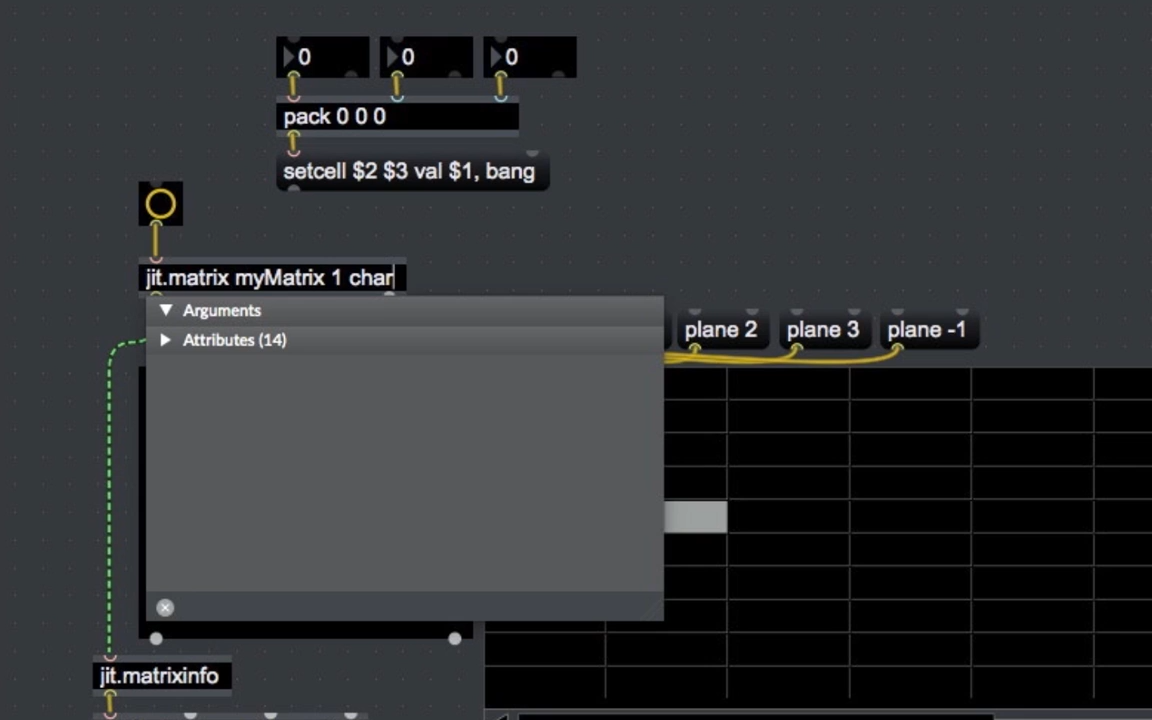 0
0
0
pack 0 0 0
setcell $2 $3 val $1, bang
jit.matrix myMatrix 1 char
Arguments
Attributes (14)
plane 2
plane 3
plane -1
jit.matrixinfo